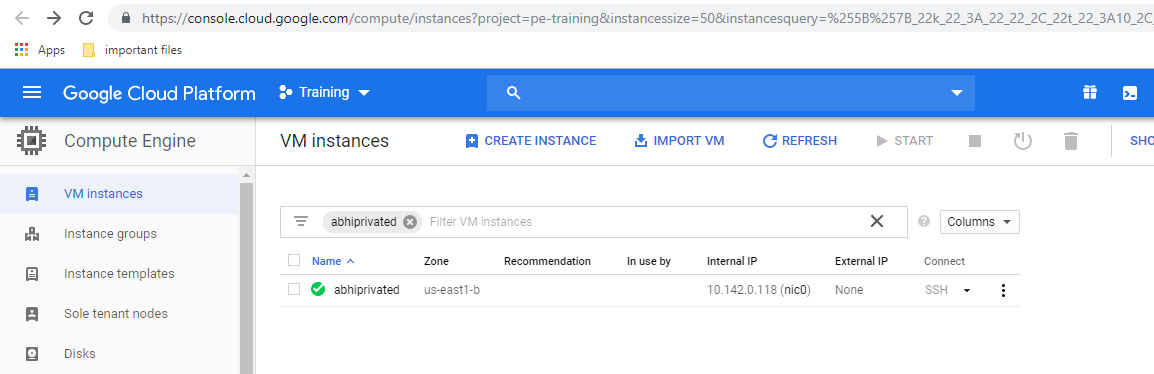 https://console.cloud.google.com/compute/instances?project=pe-training&instancessize=50&instancesquery=%255B%257B_22k_22_3A_22_22_2C_22t_22_3A10_2C_
Apps important files
Google Cloud Platform Training
Compute Engine VM instances CREATE INSTANCE IMPORT VM REFRESH START SHO
VM instances
abhiprivated Filter VM instances Columns
Instance groups
Name Zone Recommendation In use by Internal IP External IP Connect
Instance templates
abhiprivated us-east1-b 10.142.0.118 (nic0) None SSH
Sole tenant nodes
Disks